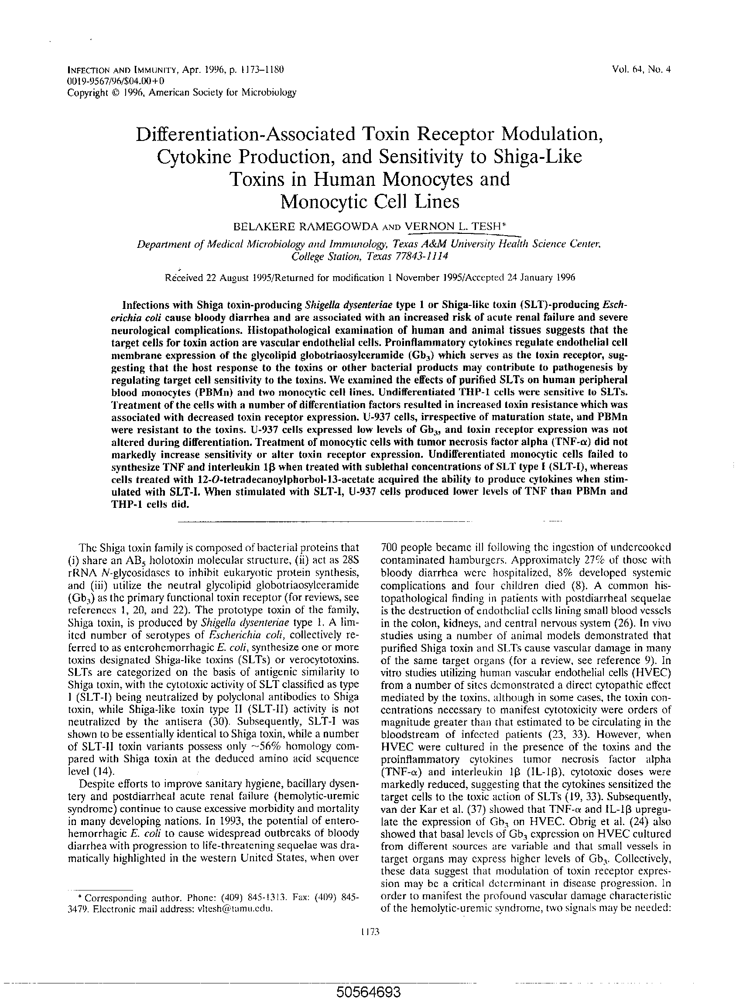 INFECTION AND IMMUNITY, Apr. 1996, p. 1173–1180
0019-9567/96/$04.00+0
Copyright © 1996, American Society for Microbiology
Vol. 64, No. 4
Differentiation-Associated Toxin Receptor Modulation,
Cytokine Production, and Sensitivity to Shiga-Like
Toxins in Human Monocytes and
Monocytic Cell Lines
BELAKERE RAMEGOWDA AND VERNON L. TESH*
Department of Medical Microbiology and Immunology, Texas A&M University Health Science Center,
College Station, Texas 77843-1114
Received 22 August 1995/Returned for modification 1 November 1995/Accepted 24 January 1996
Infections with Shiga toxin-producing Shigella dysenteriae type 1 or Shiga-like toxin (SLT)-producing Esch-
erichia coli cause bloody diarrhea and are associated with an increased risk of acute renal failure and severe
neurological complications. Histopathological examination of human and animal tissues suggests that the
target cells for toxin action are vascular endothelial cells. Proinflammatory cytokines regulate endothelial cell
membrane expression of the glycolipid globotriaosylceramide (Gb₃) which serves as the toxin receptor, sug-
gesting that the host response to the toxins or other bacterial products may contribute to pathogenesis by
regulating target cell sensitivity to the toxins. We examined the effects of purified SLTs on human peripheral
blood monocytes (PBMn) and two monocytic cell lines. Undifferentiated THP-1 cells were sensitive to SLTs.
Treatment of the cells with a number of differentiation factors resulted in increased toxin resistance which was
associated with decreased toxin receptor expression. U-937 cells, irrespective of maturation state, and PBMn
were resistant to the toxins. U-937 cells expressed low levels of Gb₃, and toxin receptor expression was not
altered during differentiation. Treatment of monocytic cells with tumor necrosis factor alpha (TNF-α) did not
markedly increase sensitivity or alter toxin receptor expression. Undifferentiated monocytic cells failed to
synthesize TNF and interleukin 1β when treated with sublethal concentrations of SLT type I (SLT-I), whereas
cells treated with 12-O-tetradecanoylphorbol-13-acetate acquired the ability to produce cytokines when stim-
ulated with SLT-I. When stimulated with SLT-I, U-937 cells produced lower levels of TNF than PBMn and
THP-1 cells did.
The Shiga toxin family is composed of bacterial proteins that
(i) share an AB₅ holotoxin molecular structure, (ii) act as 28S
rRNA N-glycosidases to inhibit eukaryotic protein synthesis,
and (iii) utilize the neutral glycolipid globotriaosylceramide
(Gb₃) as the primary functional toxin receptor (for reviews, see
references 1, 20, and 22). The prototype toxin of the family,
Shiga toxin, is produced by Shigella dysenteriae type 1. A lim-
ited number of serotypes of Escherichia coli, collectively re-
ferred to as enterohemorrhagic E. coli, synthesize one or more
toxins designated Shiga-like toxins (SLTs) or verocytotoxins.
SLTs are categorized on the basis of antigenic similarity to
Shiga toxin, with the cytotoxic activity of SLT classified as type
I (SLT-I) being neutralized by polyclonal antibodies to Shiga
toxin, while Shiga-like toxin type II (SLT-II) activity is not
neutralized by the antisera (30). Subsequently, SLT-I was
shown to be essentially identical to Shiga toxin, while a number
of SLT-II toxin variants possess only ~56% homology com-
pared with Shiga toxin at the deduced amino acid sequence
level (14).
Despite efforts to improve sanitary hygiene, bacillary dysen-
tery and postdiarrheal acute renal failure (hemolytic-uremic
syndrome) continue to cause excessive morbidity and mortality
in many developing nations. In 1993, the potential of entero-
hemorrhagic E. coli to cause widespread outbreaks of bloody
diarrhea with progression to life-threatening sequelae was dra-
matically highlighted in the western United States, when over
* Corresponding author. Phone: (409) 845-1313. Fax: (409) 845-
3479. Electronic mail address: vltesh@tamu.edu.
700 people became ill following the ingestion of undercooked
contaminated hamburgers. Approximately 27% of those with
bloody diarrhea were hospitalized, 8% developed systemic
complications and four children died (8). A common his-
topathological finding in patients with postdiarrheal sequelae
is the destruction of endothelial cells lining small blood vessels
in the colon, kidneys, and central nervous system (26). In vivo
studies using a number of animal models demonstrated that
purified Shiga toxin and SLTs cause vascular damage in many
of the same target organs (for a review, see reference 9). In
vitro studies utilizing human vascular endothelial cells (HVEC)
from a number of sites demonstrated a direct cytopathic effect
mediated by the toxins, although in some cases, the toxin con-
centrations necessary to manifest cytotoxicity were orders of
magnitude greater than that estimated to be circulating in the
bloodstream of infected patients (23, 33). However, when
HVEC were cultured in the presence of the toxins and the
proinflammatory cytokines tumor necrosis factor alpha
(TNF-α) and interleukin 1β (IL-1β), cytotoxic doses were
markedly reduced, suggesting that the cytokines sensitized the
target cells to the toxic action of SLTs (19, 33). Subsequently,
van der Kar et al. (37) showed that TNF-α and IL-1β upregu-
late the expression of Gb₃ on HVEC. Obrig et al. (24) also
showed that basal levels of Gb₃ expression on HVEC cultured
from different sources are variable and that small vessels in
target organs may express higher levels of Gb₃. Collectively,
these data suggest that modulation of toxin receptor expres-
sion may be a critical determinant in disease progression. In
order to manifest the profound vascular damage characteristic
of the hemolytic-uremic syndrome, two signals may be needed:
1173
50564693